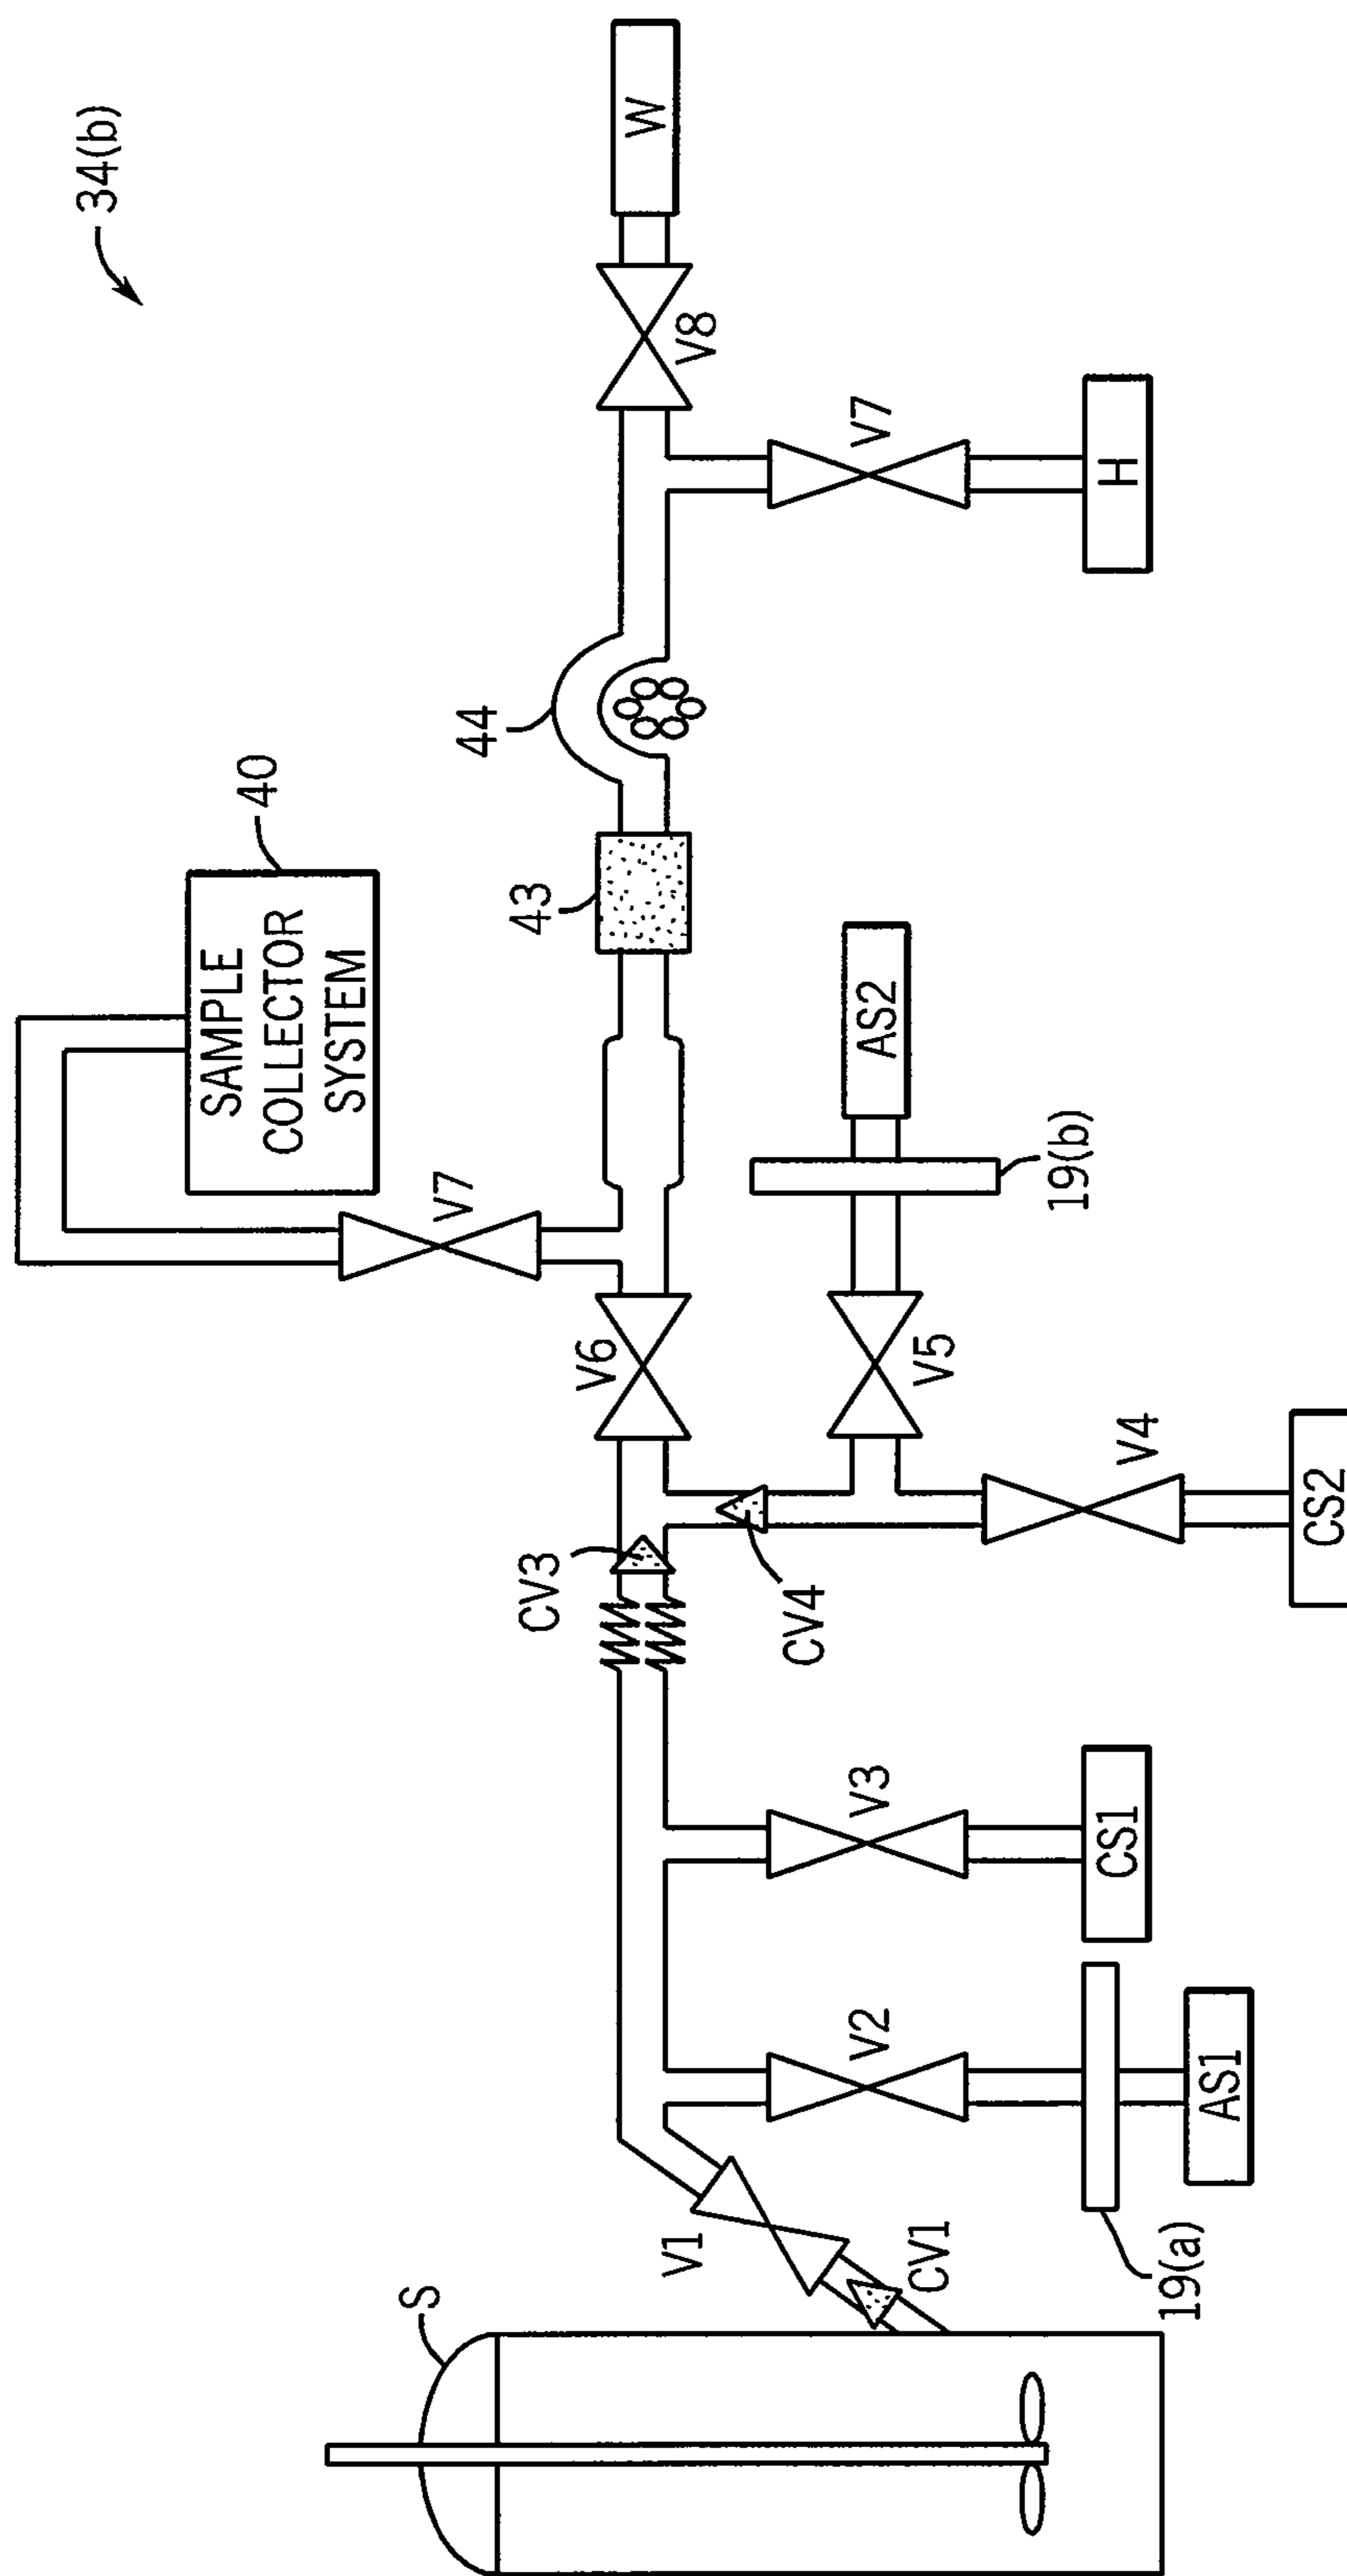 34(b)
S
V1
CV1
V2
19(a)
AS1
V3
CS1
CV3
CV4
V6
V5
V4
CS2
19(b)
AS2
V7
SAMPLE
COLLECTOR
SYSTEM
40
43
44
V7
H
V8
W